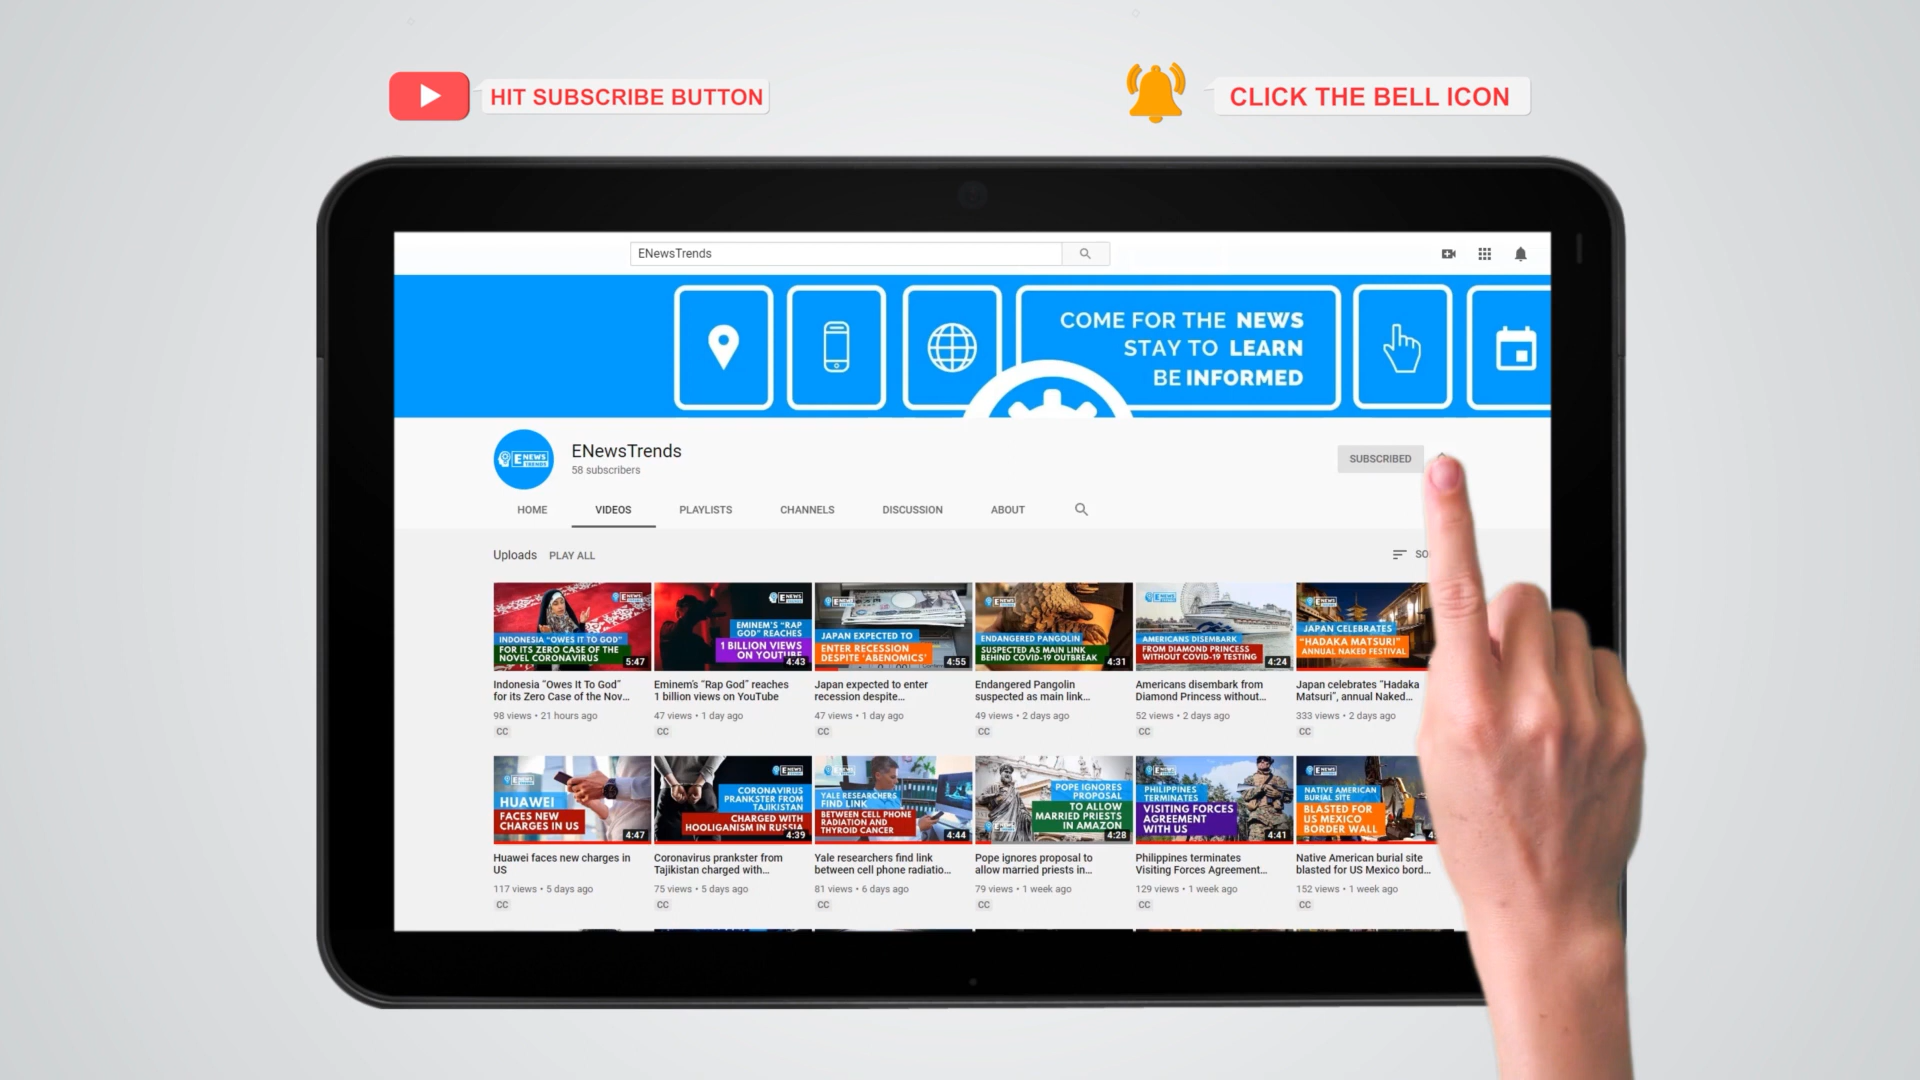 HIT SUBSCRIBE BUTTON
CLICK THE BELL ICON
ENewsTrends
COME FOR THE NEWS
STAY TO LEARN
BE INFORMED
E NEWS
TRENDS
ENewsTrends
58 subscribers
SUBSCRIBED
HOME VIDEOS PLAYLISTS CHANNELS DISCUSSION ABOUT
Uploads PLAY ALL
INDONESIA "OWES IT TO GOD"
FOR ITS ZERO CASE OF THE
NOVEL CORONAVIRUS
5:47
EMINEM'S "RAP
GOD" REACHES
1 BILLION VIEWS
ON YOUTUBE
4:43
JAPAN EXPECTED TO
ENTER RECESSION
DESPITE 'ABENOMICS'
4:55
ENDANGERED PANGOLIN
SUSPECTED AS MAIN LINK
BEHIND COVID-19 OUTBREAK
4:31
AMERICANS DISEMBARK
FROM DIAMOND PRINCESS
WITHOUT COVID-19 TESTING
4:24
JAPAN CELEBRATES
"HADAKA MATSURI"
ANNUAL NAKED FESTIVAL
Indonesia "Owes It To God"
for its Zero Case of the Nov...
98 views • 21 hours ago
CC
Eminem's "Rap God" reaches
1 billion views on YouTube
47 views • 1 day ago
CC
Japan expected to enter
recession despite...
47 views • 1 day ago
CC
Endangered Pangolin
suspected as main link...
49 views • 2 days ago
CC
Americans disembark from
Diamond Princess without...
52 views • 2 days ago
CC
Japan celebrates "Hadaka
Matsuri", annual Naked...
333 views • 2 days ago
CC
HUAWEI
FACES NEW
CHARGES IN US
4:47
CORONAVIRUS
PRANKSTER FROM
TAJIKISTAN
CHARGED WITH
HOOLIGANISM IN RUSSIA
4:39
YALE RESEARCHERS
FIND LINK
BETWEEN CELL PHONE
RADIATION AND
THYROID CANCER
4:44
POPE IGNORES
PROPOSAL
TO ALLOW
MARRIED PRIESTS
IN AMAZON
4:28
PHILIPPINES
TERMINATES
VISITING FORCES
AGREEMENT
WITH US
4:41
NATIVE AMERICAN
BURIAL SITE
BLASTED FOR
US MEXICO
BORDER WALL
Huawei faces new charges in
US
117 views • 5 days ago
CC
Coronavirus prankster from
Tajikistan charged with...
75 views • 5 days ago
CC
Yale researchers find link
between cell phone radiatio...
81 views • 6 days ago
CC
Pope ignores proposal to
allow married priests in...
79 views • 1 week ago
CC
Philippines terminates
Visiting Forces Agreement...
129 views • 1 week ago
CC
Native American burial site
blasted for US Mexico bord...
152 views • 1 week ago
CC